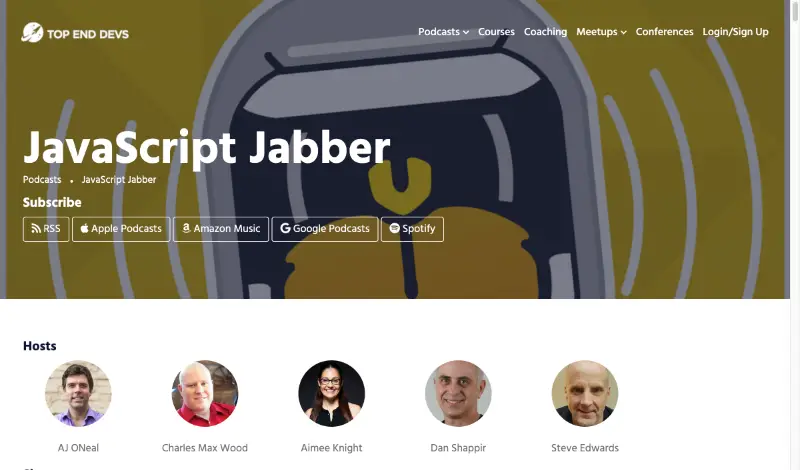 TOP END DEVS
Podcasts Courses Coaching Meetups Conferences Login/Sign Up
JavaScript Jabber
Podcasts • JavaScript Jabber
Subscribe
RSS Apple Podcasts Amazon Music Google Podcasts Spotify
Hosts
AJ ONeal Charles Max Wood Aimee Knight Dan Shappir Steve Edwards